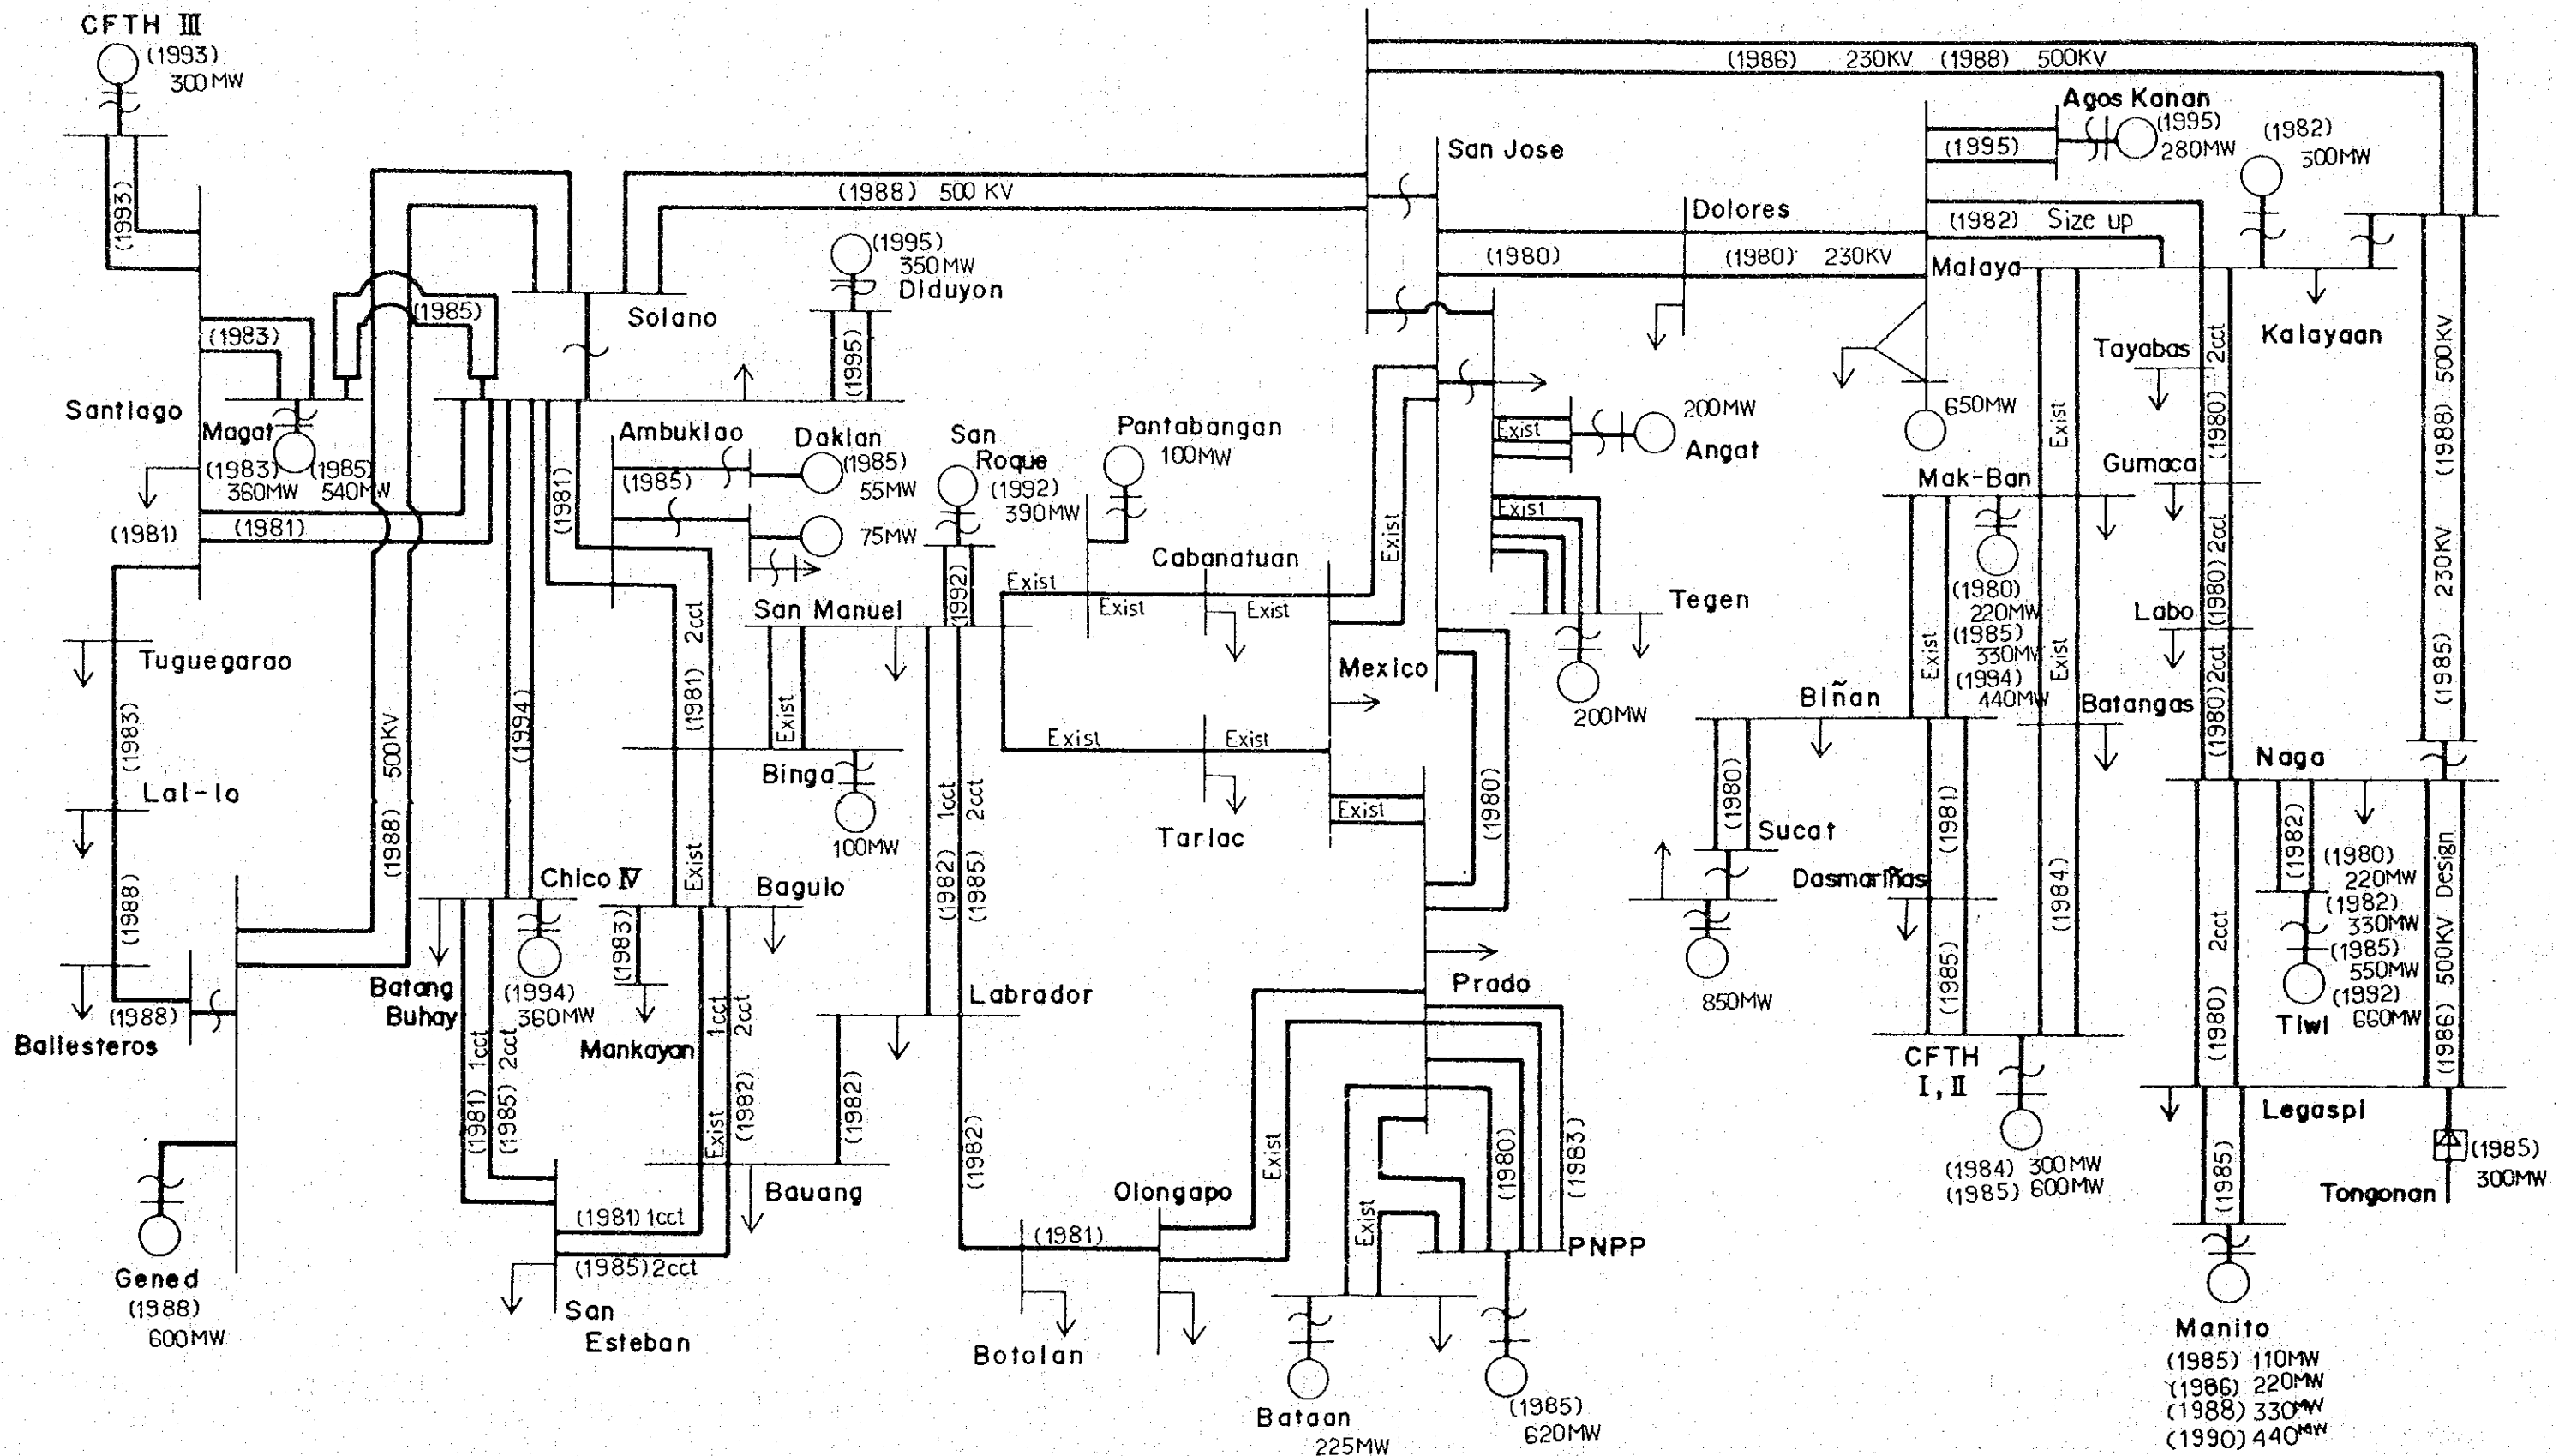 CFTH III
(1993)
300 MW
(1993)
(1986) 230KV (1988) 500KV
San Jose
(1988) 500 KV
Dolores
(1980)
(1980) 230KV
Agos Kanan
(1995)
280MW
(1995)
(1982)
300MW
(1982) Size up
Malaya
650MW
Kalayaan
Solano
(1995)
350MW
Diduyon
(1995)
(1983)
(1985)
Santiago
Magat
(1983)
360MW
(1985)
540MW
(1981)
(1981)
(1981)
Ambuklao
(1985)
Daklan
(1985)
55MW
75MW
San
Roque
(1992)
390MW
(1992)
Pantabangan
100MW
Exist
Exist
Cabanatuan
Exist
Exist
Mexico
Exist
200MW
Angat
Exist
Tegen
200MW
Tayabas
(1980) 2cct
Exist
Gumaca
Mak-Ban
(1980)
220MW
(1985)
330MW
(1994)
440MW
Exist
Exist
(1980) 2cct
Labo
(1980) 2cct
(1988) 500KV
(1985) 230KV
Tuguegarao
(1983)
Lal-lo
(1988)
Ballesteros
(1988)
(1988) 500KV
Gened
(1988)
600MW
(1994)
(1981) 2cct
San Manuel
Exist
Binga
100MW
Exist
Exist
Tarlac
Exist
(1980)
Biñan
(1980)
Sucat
850MW
(1981)
Dasmariñas
(1985)
Batangas
(1984)
CFTH
I, II
(1984) 300MW
(1985) 600MW
Naga
(1982)
(1980)
220MW
(1982)
330MW
(1985)
550MW
(1992)
660MW
Tiwi
(1980) 2cct
(1986) 500KV Design
Legaspi
(1985)
Tongonan
(1985)
300MW
Manito
(1985) 110MW
(1986) 220MW
(1988) 330MW
(1990) 440MW
Chico IV
(1994)
360MW
Batang
Buhay
(1981) 1cct
(1985) 2cct
Exist
Baguio
(1983)
Mankayan
Exist 1cct
(1982) 2cct
(1981) 1cct
(1985) 2cct
San
Esteban
Bauang
(1982)
(1982) 1cct
(1985) 2cct
Labrador
(1982)
(1981)
Botolan
Olongapo
Exist
Prado
Exist
(1980)
(1983)
PNPP
(1985)
620MW
Bataan
225MW